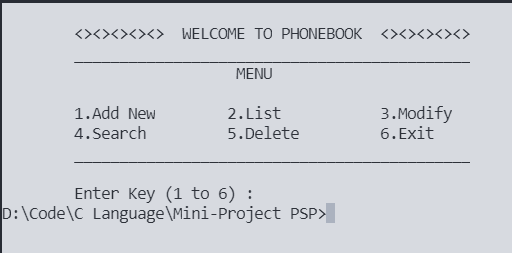 <><><><><> WELCOME TO PHONEBOOK <><><><><>
____________________________________________
MENU
1.Add New 2.List 3.Modify
4.Search 5.Delete 6.Exit
____________________________________________
Enter Key (1 to 6) :
D:\Code\C Language\Mini-Project PSP>